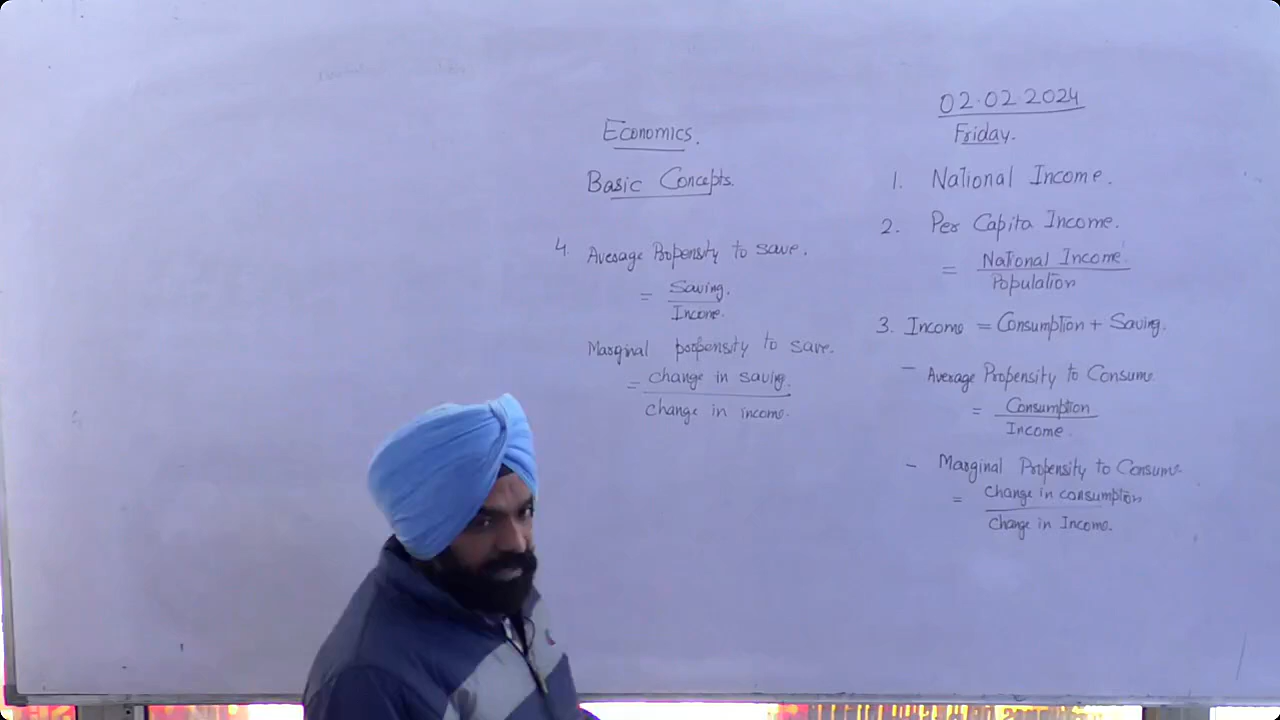 02.02 2024
Friday.
Economics.
Basic Concepts.
1. National Income.
2. Per Capita Income.
= National Income
Population
3. Income = Consumption + Saving.
- Average Propensity to Consume
= Consumption
Income.
- Marginal Propensity to Consume
= change in consumption
change in Income.
4. Average Propensity to save.
= Saving.
Income.
Marginal propensity to save.
= change in saving.
change in income.